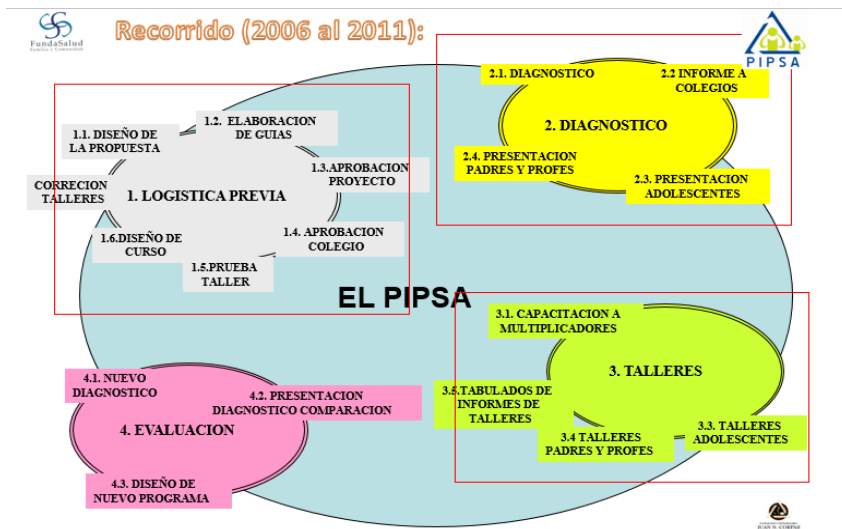 FundaSalud
Familia y Comunidad
Recorrido (2006 al 2011):
PIPSA
2.1. DIAGNOSTICO
2.2 INFORME A
COLEGIOS
2. DIAGNOSTICO
2.4. PRESENTACION
PADRES Y PROFES
2.3. PRESENTACION
ADOLESCENTES
1.1. DISEÑO DE
LA PROPUESTA
1.2. ELABORACION
DE GUIAS
1.3.APROBACION
PROYECTO
CORRECION
TALLERES
1. LOGISTICA PREVIA
1.4. APROBACION
COLEGIO
1.6.DISEÑO DE
CURSO
1.5.PRUEBA
TALLER
EL PIPSA
3.1. CAPACITACION A
MULTIPLICADORES
3. TALLERES
3.5.TABULADOS DE
INFORMES DE
TALLERES
3.3. TALLERES
ADOLESCENTES
3.4 TALLERES
PADRES Y PROFES
4.1. NUEVO
DIAGNOSTICO
4.2. PRESENTACION
DIAGNOSTICO COMPARACION
4. EVALUACION
4.3. DISEÑO DE
NUEVO PROGRAMA
JUAN N. CORPAS